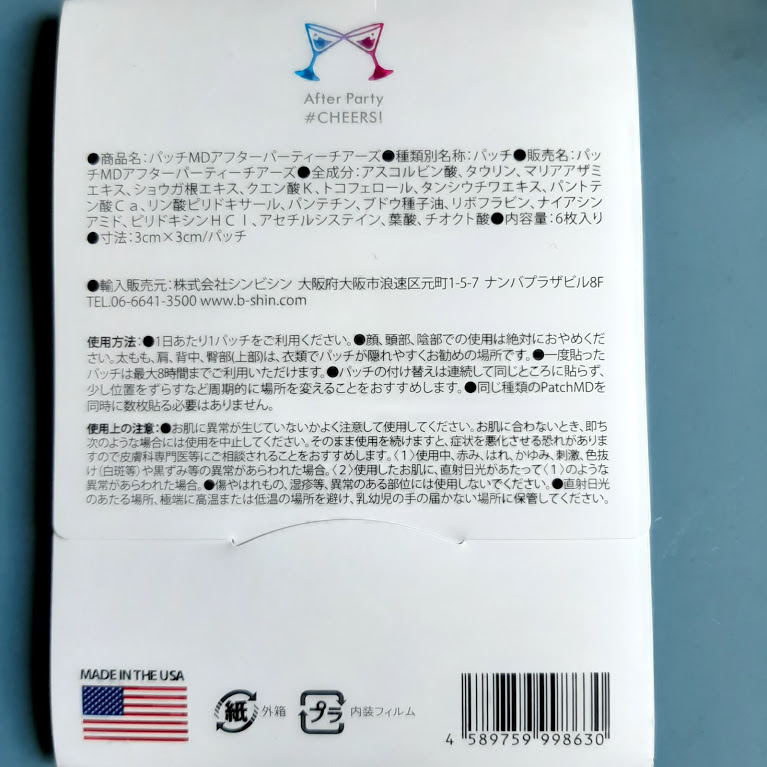 After Party
#CHEERS!
●商品名：パッチMDアフターパーティーチアーズ●種類別名称：パッチ●販売名：パッ
チMDアフターパーティーチアーズ●全成分：アスコルビン酸、タウリン、マリアアザミ
エキス、ショウガ根エキス、クエン酸K、トコフェロール、タンシウチワエキス、パントテ
ン酸Ca、リン酸ピリドキサール、パンテチン、ブドウ種子油、リボフラビン、ナイアシン
アミド、ピリドキシンHCl、アセチルシステイン、葉酸、チオクト酸●内容量：6枚入り
●寸法：3cm×3cm/パッチ
●輸入販売元：株式会社シンビシン 大阪府大阪市浪速区元町1-5-7 ナンバプラザビル8F
TEL.06-6641-3500 www.b-shin.com
使用方法：●1日あたり1パッチをご利用ください。●顔、頭部、陰部での使用は絶対におやめくだ
さい。太もも、肩、背中、臀部(上部)は、衣類でパッチが隠れやすくお勧めの場所です。●一度貼った
パッチは最大8時間までご利用いただけます。●パッチの付け替えは連続して同じところに貼らず、
少し位置をずらすなど周期的に場所を変えることをおすすめします。●同じ種類のPatchMDを
同時に数枚貼る必要はありません。
使用上の注意：●お肌に異常が生じていないかよく注意して使用してください。お肌に合わないとき、即ち
次のような場合には使用を中止してください。そのまま使用を続けますと、症状を悪化させる恐れがありま
すので皮膚科専門医等にご相談されることをおすすめします。〈1〉使用中、赤み、はれ、かゆみ、刺激、色抜
け(白斑等)や黒ずみ等の異常があらわれた場合。〈2〉使用したお肌に、直射日光があたって〈1〉のような
異常があらわれた場合。●傷やはれもの、湿疹等、異常のある部位には使用しないでください。●直射日光
のあたる場所、極端に高温または低温の場所を避け、乳幼児の手の届かない場所に保管してください。
MADE IN THE USA
紙 外箱
プラ 内装フィルム
4 589759 998630